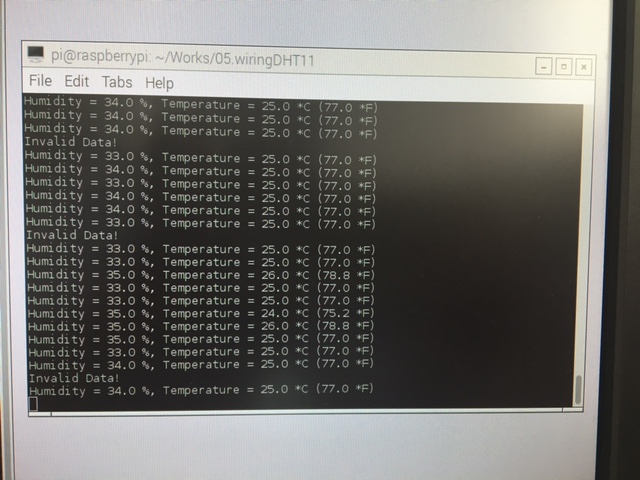 pi@raspberrypi: ~/Works/05.wiringDHT11
File Edit Tabs Help
Humidity = 34.0 %, Temperature = 25.0 *C (77.0 *F)
Humidity = 34.0 %, Temperature = 25.0 *C (77.0 *F)
Humidity = 34.0 %, Temperature = 25.0 *C (77.0 *F)
Invalid Data!
Humidity = 33.0 %, Temperature = 25.0 *C (77.0 *F)
Humidity = 34.0 %, Temperature = 25.0 *C (77.0 *F)
Humidity = 33.0 %, Temperature = 25.0 *C (77.0 *F)
Humidity = 34.0 %, Temperature = 25.0 *C (77.0 *F)
Humidity = 34.0 %, Temperature = 25.0 *C (77.0 *F)
Humidity = 33.0 %, Temperature = 25.0 *C (77.0 *F)
Invalid Data!
Humidity = 33.0 %, Temperature = 25.0 *C (77.0 *F)
Humidity = 33.0 %, Temperature = 25.0 *C (77.0 *F)
Humidity = 35.0 %, Temperature = 26.0 *C (78.8 *F)
Humidity = 33.0 %, Temperature = 25.0 *C (77.0 *F)
Humidity = 33.0 %, Temperature = 25.0 *C (77.0 *F)
Humidity = 35.0 %, Temperature = 24.0 *C (75.2 *F)
Humidity = 35.0 %, Temperature = 26.0 *C (78.8 *F)
Humidity = 35.0 %, Temperature = 25.0 *C (77.0 *F)
Humidity = 33.0 %, Temperature = 25.0 *C (77.0 *F)
Humidity = 34.0 %, Temperature = 25.0 *C (77.0 *F)
Invalid Data!
Humidity = 34.0 %, Temperature = 25.0 *C (77.0 *F)